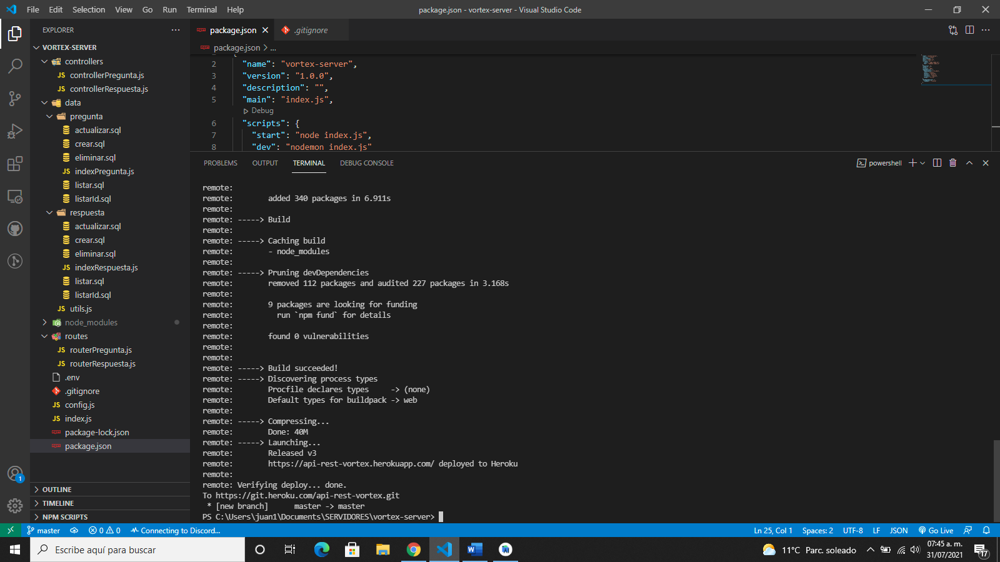 File Edit Selection View Go Run Terminal Help
package.json - vortex-server - Visual Studio Code
EXPLORER
VORTEX-SERVER
controllers
JS controllerPregunta.js
JS controllerRespuesta.js
data
pregunta
actualizar.sql
crear.sql
eliminar.sql
JS indexPregunta.js
listar.sql
listarId.sql
respuesta
actualizar.sql
crear.sql
eliminar.sql
JS indexRespuesta.js
listar.sql
listarId.sql
JS utils.js
node_modules
routes
JS routerPregunta.js
JS routerRespuesta.js
.env
.gitignore
JS config.js
JS index.js
package-lock.json
package.json
OUTLINE
TIMELINE
NPM SCRIPTS
1
package.json
.gitignore
package.json > ...
2 "name": "vortex-server",
3 "version": "1.0.0",
4 "description": "",
5 "main": "index.js",
Debug
6 "scripts": {
7 "start": "node index.js",
8 "dev": "nodemon index.js"
PROBLEMS OUTPUT TERMINAL DEBUG CONSOLE
powershell
remote:
remote: added 340 packages in 6.911s
remote:
remote: -----> Build
remote:
remote: -----> Caching build
remote: - node_modules
remote:
remote: -----> Pruning devDependencies
remote: removed 112 packages and audited 227 packages in 3.168s
remote:
remote: 9 packages are looking for funding
remote: run `npm fund` for details
remote:
remote: found 0 vulnerabilities
remote:
remote:
remote: -----> Build succeeded!
remote: -----> Discovering process types
remote: Procfile declares types -> (none)
remote: Default types for buildpack -> web
remote:
remote: -----> Compressing...
remote: Done: 40M
remote: -----> Launching...
remote: Released v3
remote: https://api-rest-vortex.herokuapp.com/ deployed to Heroku
remote:
remote: Verifying deploy... done.
To https://git.heroku.com/api-rest-vortex.git
* [new branch] master -> master
PS C:\Users\juan1\Documents\SERVIDORES\vortex-server>
master 0 0 Connecting to Discord...
Ln 25, Col 1 Spaces: 2 UTF-8 LF JSON Go Live
Escribe aquí para buscar
11°C Parc. soleado
07:45 a. m.
31/07/2021
17